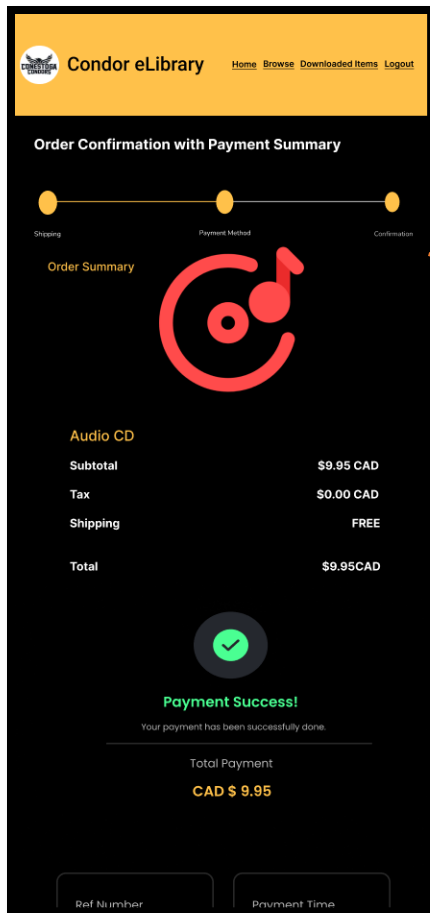 CONESTOGA
CONDORS
Condor eLibrary
Home Browse Downloaded Items Logout
Order Confirmation with Payment Summary
Shipping Payment Method Confirmation
Order Summary
Audio CD
Subtotal $9.95 CAD
Tax $0.00 CAD
Shipping FREE
Total $9.95CAD
Payment Success!
Your payment has been successfully done.
Total Payment
CAD $ 9.95
Ref Number Payment Time